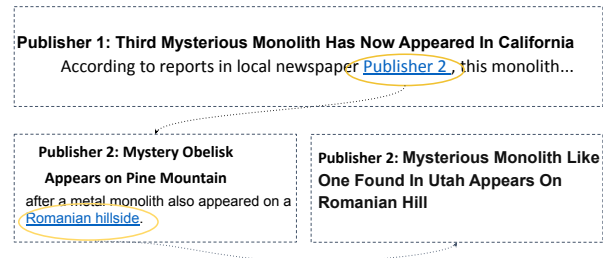 Publisher 1: Third Mysterious Monolith Has Now Appeared In California
According to reports in local newspaper Publisher 2 , this monolith...
Publisher 2: Mystery Obelisk
Appears on Pine Mountain
after a metal monolith also appeared on a
Romanian hillside.
Publisher 2: Mysterious Monolith Like
One Found In Utah Appears On
Romanian Hill